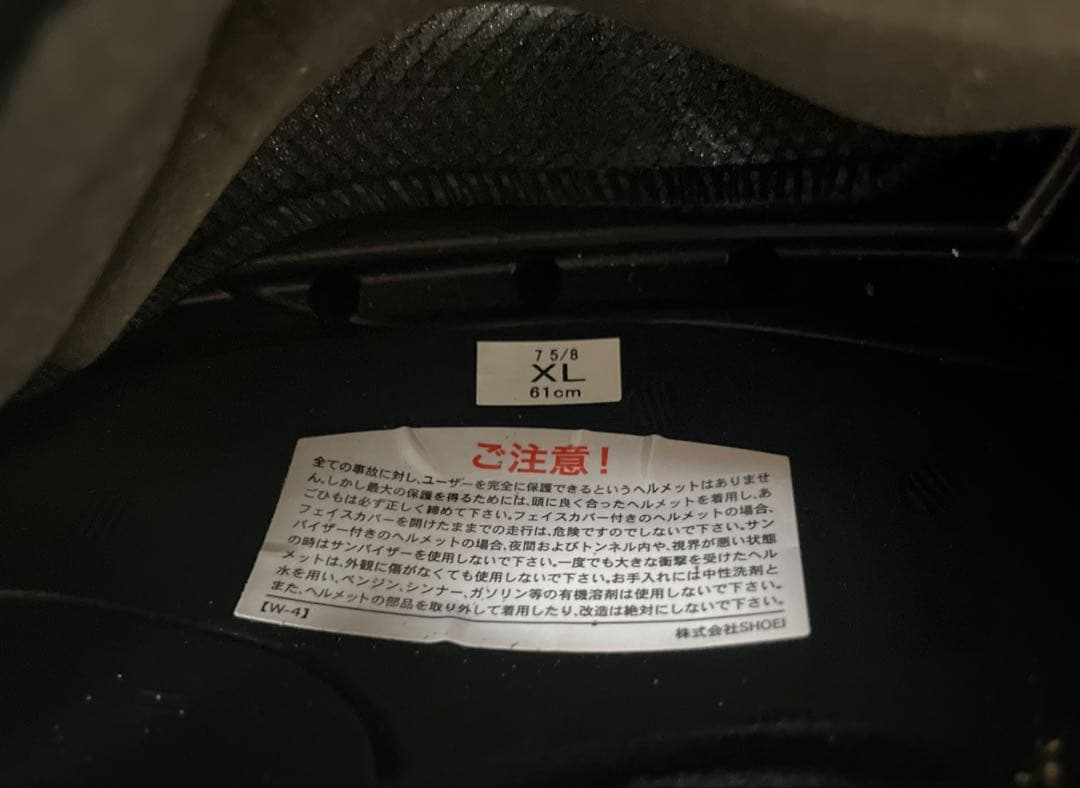 7 5/8
XL
61cm
ご注意!
全ての事故に対し、ユーザーを完全に保護できるというヘルメットはありませ
ん。しかし最大の保護を得るためには、頭に良く合ったヘルメットを着用し、あ
ごひもは必ず正しく締めて下さい。フェイスカバー付きのヘルメットの場合、
フェイスカバーを開けたままでの走行は、危険ですのでしないで下さい。サン
バイザー付きのヘルメットの場合、夜間およびトンネル内や、視界が悪い状態
の時はサンバイザーを使用しないで下さい。一度でも大きな衝撃を受けたヘル
メットは、外観に傷がなくても使用しないで下さい。お手入れには中性洗剤と
水を用い、ベンジン、シンナー、ガソリン等の有機溶剤は使用しないで下さい。
また、ヘルメットの部品を取り外して着用したり、改造は絶対にしないで下さい。
【W-4】
株式会社SHOEI